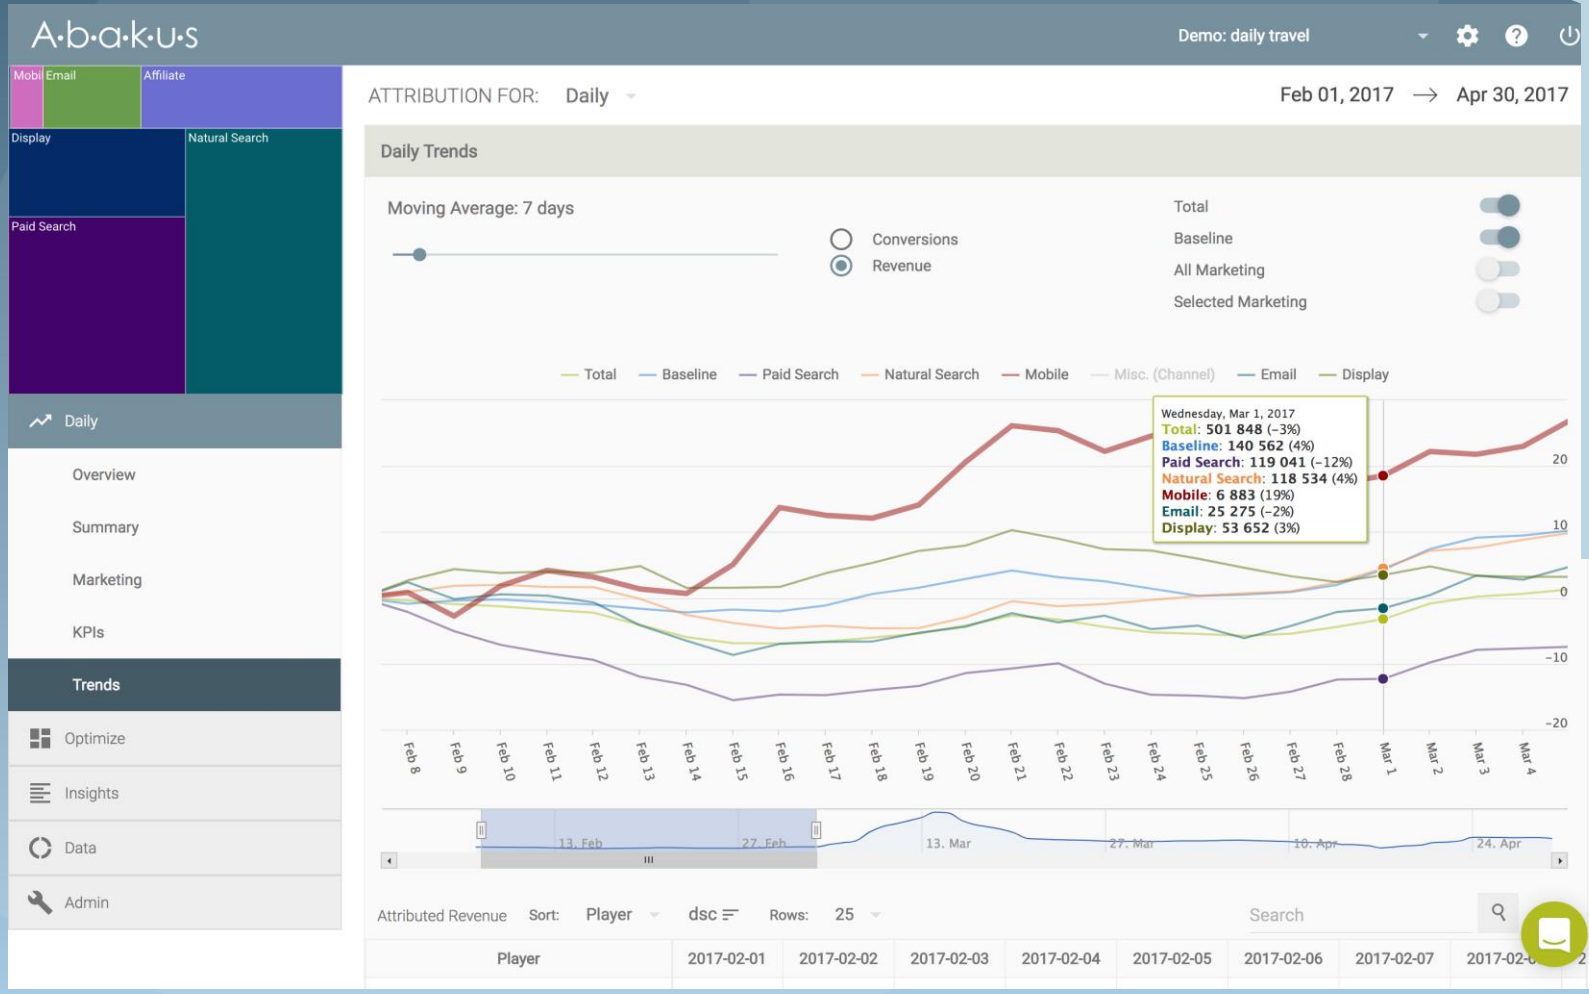 A·b·a·k·u·s
Demo: daily travel
Mobil Email Affiliate
Display Natural Search
Paid Search
Daily
Overview
Summary
Marketing
KPIs
Trends
Optimize
Insights
Data
Admin
ATTRIBUTION FOR: Daily
Feb 01, 2017 → Apr 30, 2017
Daily Trends
Moving Average: 7 days
Conversions
Revenue
Total
Baseline
All Marketing
Selected Marketing
Total Baseline Paid Search Natural Search Mobile Misc. (Channel) Email Display
Wednesday, Mar 1, 2017
Total: 501 848 (-3%)
Baseline: 140 562 (4%)
Paid Search: 119 041 (-12%)
Natural Search: 118 534 (4%)
Mobile: 6 883 (19%)
Email: 25 275 (-2%)
Display: 53 652 (3%)
20
10
0
-10
-20
Feb 8 Feb 9 Feb 10 Feb 11 Feb 12 Feb 13 Feb 14 Feb 15 Feb 16 Feb 17 Feb 18 Feb 19 Feb 20 Feb 21 Feb 22 Feb 23 Feb 24 Feb 25 Feb 26 Feb 27 Feb 28 Mar 1 Mar 2 Mar 3 Mar 4
13. Feb 27. Feb 13. Mar 27. Mar 10. Apr 24. Apr
Attributed Revenue Sort: Player dsc Rows: 25 Search
Player 2017-02-01 2017-02-02 2017-02-03 2017-02-04 2017-02-05 2017-02-06 2017-02-07